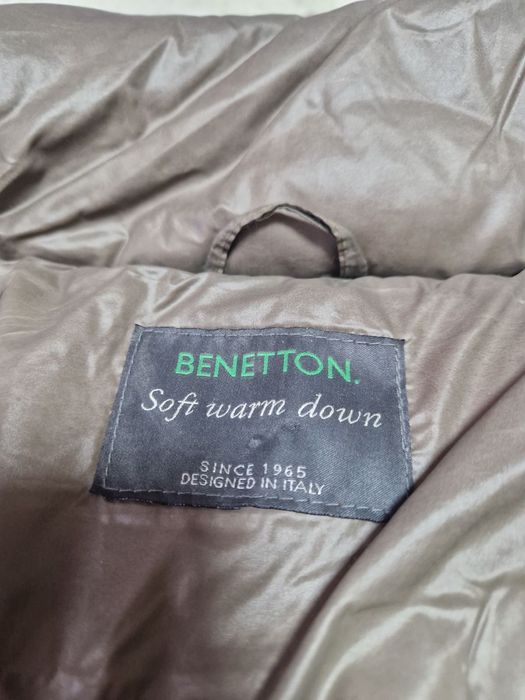 BENETTON.
Soft warm down
SINCE 1965
DESIGNED IN ITALY